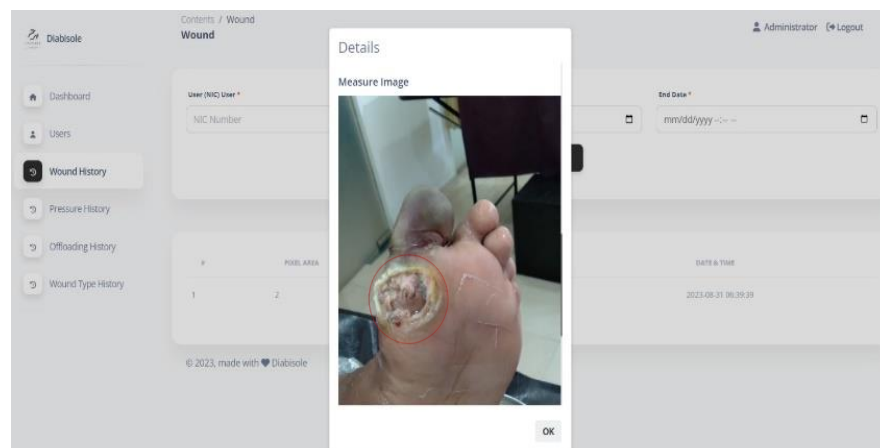 Diabisole
Contents / Wound
Wound
Administrator
Logout
Dashboard
Users
Wound History
Pressure History
Offloading History
Wound Type History
User (NIC) User *
NIC Number
End Date *
mm/dd/yyyy --:-- --
Details
Measure Image
#
PIXEL AREA
DATE & TIME
1
2
2023-08-31 06:39:39
© 2023, made with ♥ Diabisole
OK